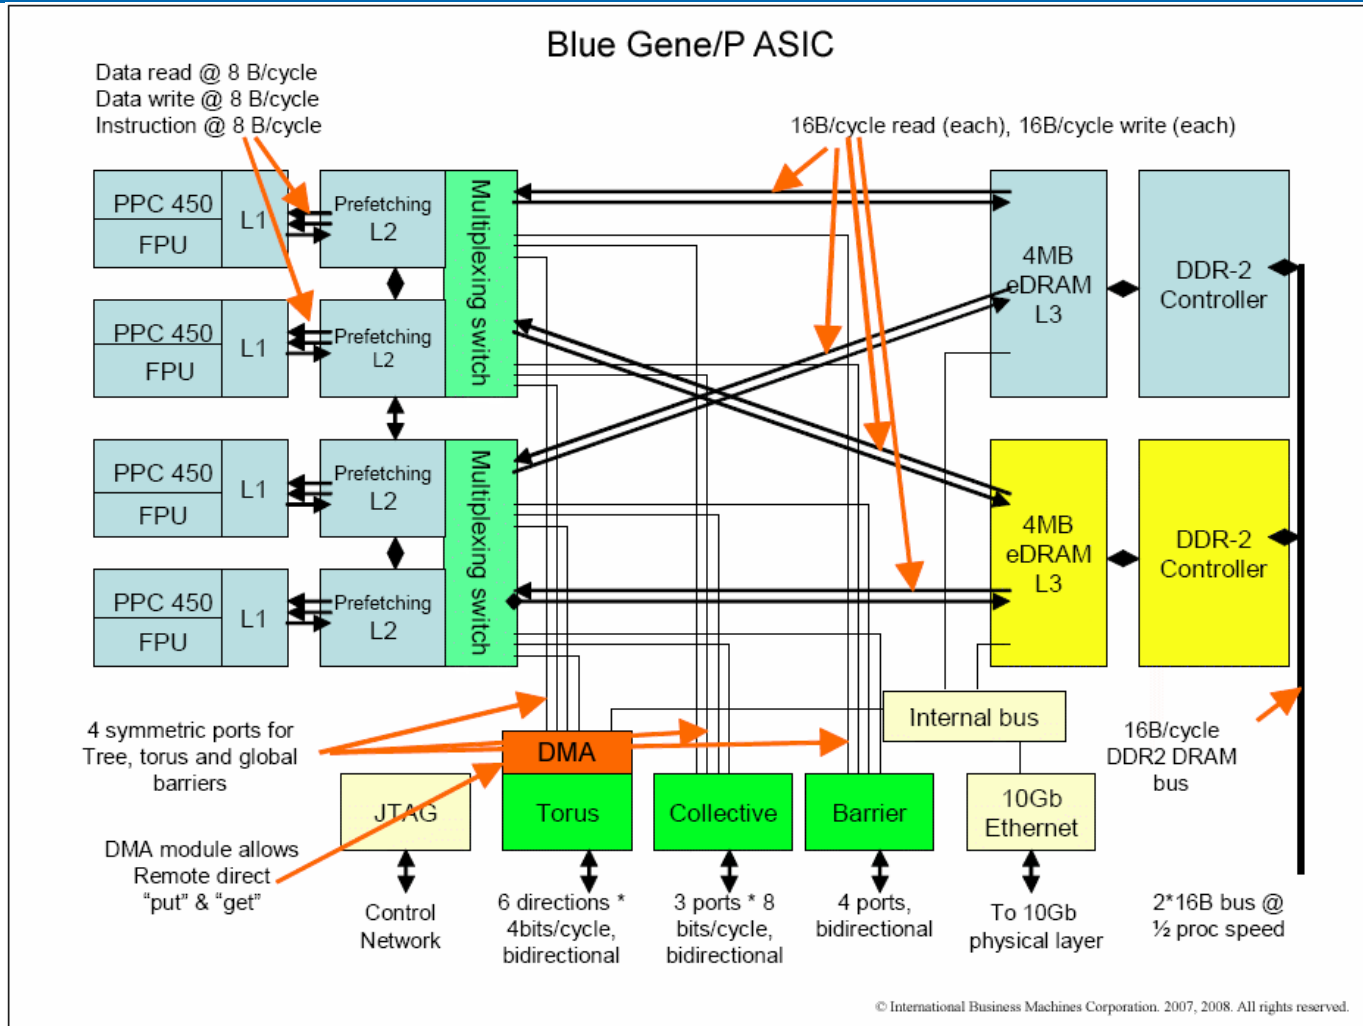 Blue Gene/P ASIC
Data read @ 8 B/cycle
Data write @ 8 B/cycle
Instruction @ 8 B/cycle
16B/cycle read (each), 16B/cycle write (each)
PPC 450
FPU
L1
Prefetching
L2
Multiplexing switch
4MB
eDRAM
L3
DDR-2
Controller
PPC 450
FPU
L1
Prefetching
L2
PPC 450
FPU
L1
Prefetching
L2
Multiplexing switch
4MB
eDRAM
L3
DDR-2
Controller
PPC 450
FPU
L1
Prefetching
L2
4 symmetric ports for
Tree, torus and global
barriers
DMA
Internal bus
16B/cycle
DDR2 DRAM
bus
JTAG
Torus
Collective
Barrier
10Gb
Ethernet
DMA module allows
Remote direct
“put” & “get”
Control
Network
6 directions *
4bits/cycle,
bidirectional
3 ports * 8
bits/cycle,
bidirectional
4 ports,
bidirectional
To 10Gb
physical layer
2*16B bus @
½ proc speed
© International Business Machines Corporation. 2007, 2008. All rights reserved.